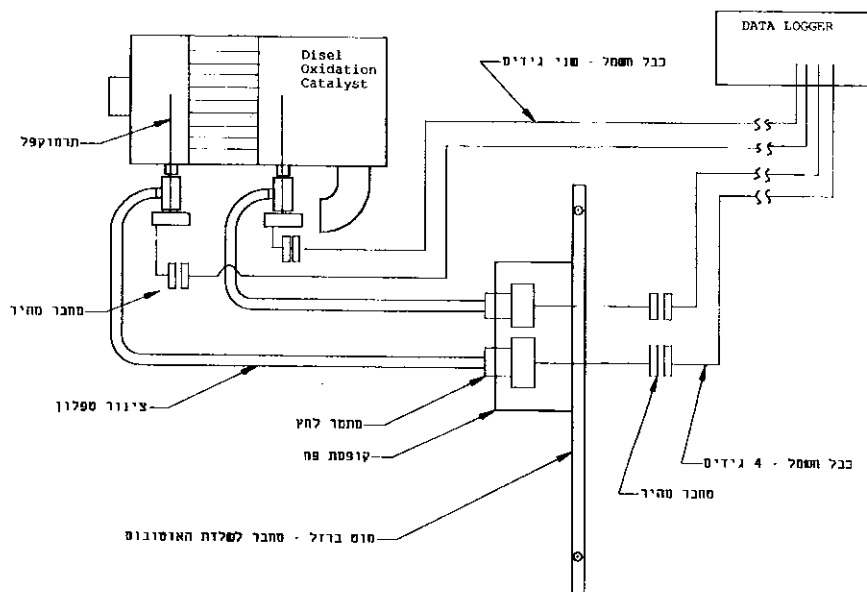 DATA LOGGER
Disel
Oxidation
Catalyst
כבל חשמל - שני גידים
תרמוקפל
מחבר מהיר
צינור טפלון
מתמר לחץ
קופסת פח
כבל חשמל - 4 גידים
מחבר מהיר
מוט ברזל - מחבר לשלדת האוטובוס